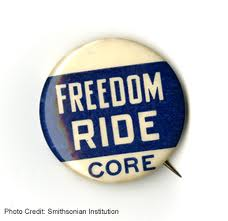 FREEDOM
RIDE
CORE
Photo Credit: Smithsonian Institution